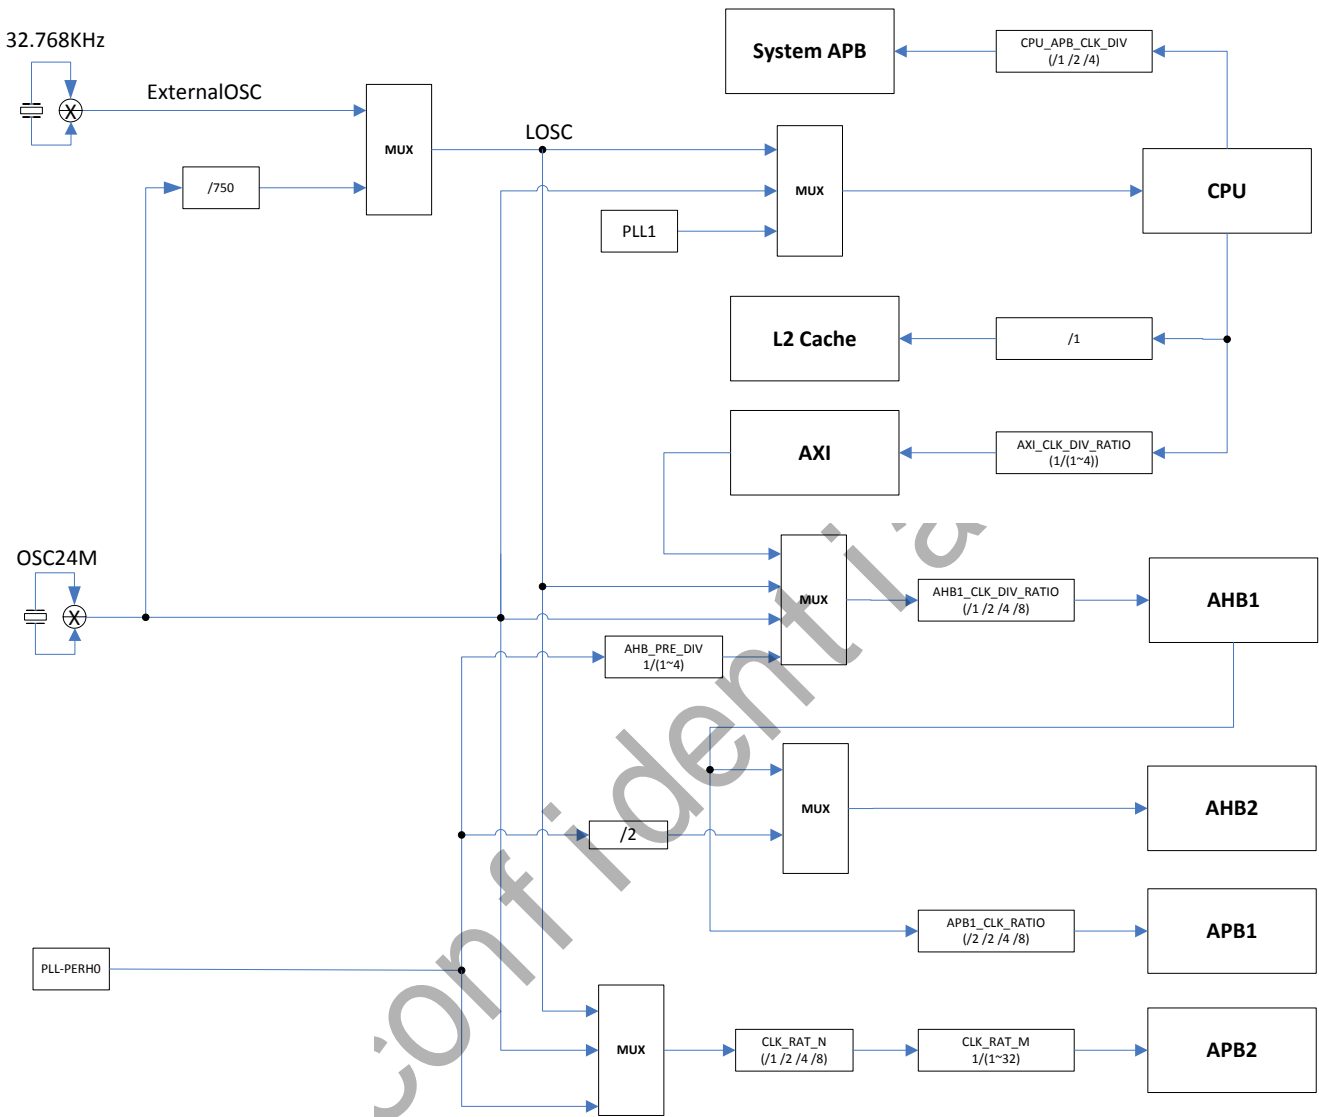 32.768KHz
ExternalOSC
MUX
/750
LOSC
MUX
PLL1
System APB
CPU_APB_CLK_DIV
(/1 /2 /4)
CPU
L2 Cache
/1
AXI
AXI_CLK_DIV_RATIO
(1/(1~4))
OSC24M
MUX
AHB1_CLK_DIV_RATIO
(/1 /2 /4 /8)
AHB1
AHB_PRE_DIV
1/(1~4)
MUX
AHB2
/2
APB1_CLK_RATIO
(/2 /2 /4 /8)
APB1
PLL-PERH0
MUX
CLK_RAT_N
(/1 /2 /4 /8)
CLK_RAT_M
1/(1~32)
APB2
confidentia